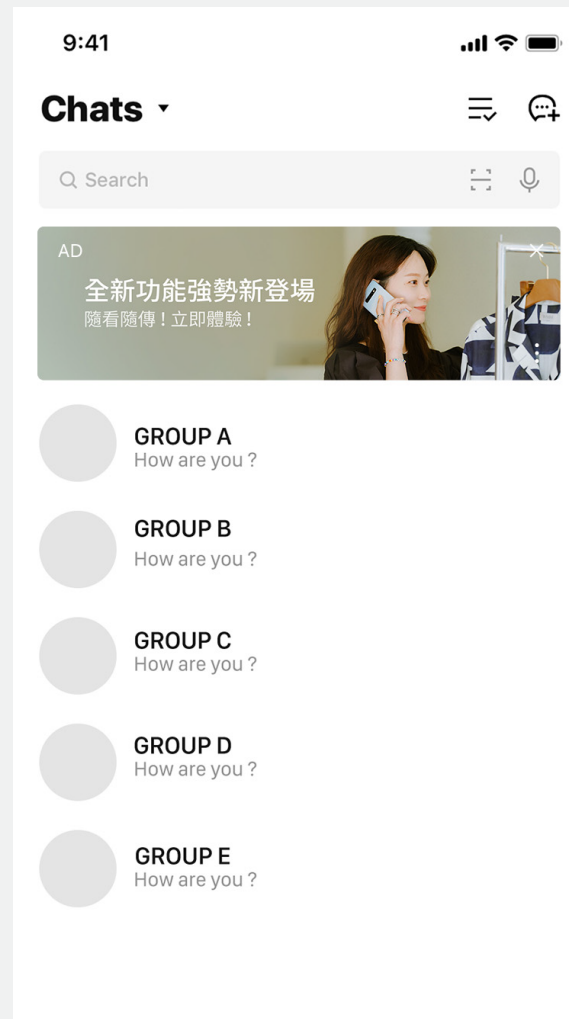 9:41
Chats
Search
AD
全新功能強勢新登場
隨看隨傳！立即體驗！
GROUP A
How are you ?
GROUP B
How are you ?
GROUP C
How are you ?
GROUP D
How are you ?
GROUP E
How are you ?